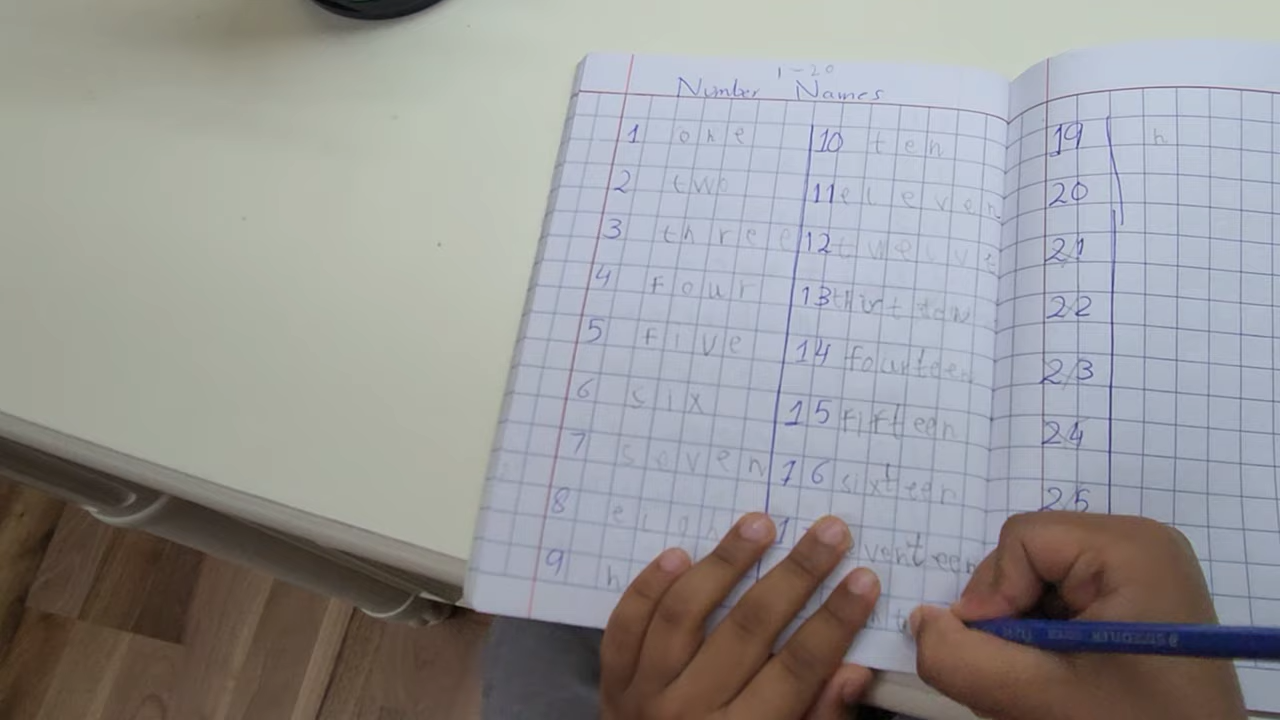 1-20
Number Names
1 one
2 two
3 three
4 four
5 five
6 six
7 seven
8
9
10 ten
11 eleven
12 twelve
13
14 fourteen
15 fifteen
16 sixteen
19 n
20
21
22
23
24
25
STAEDTLER